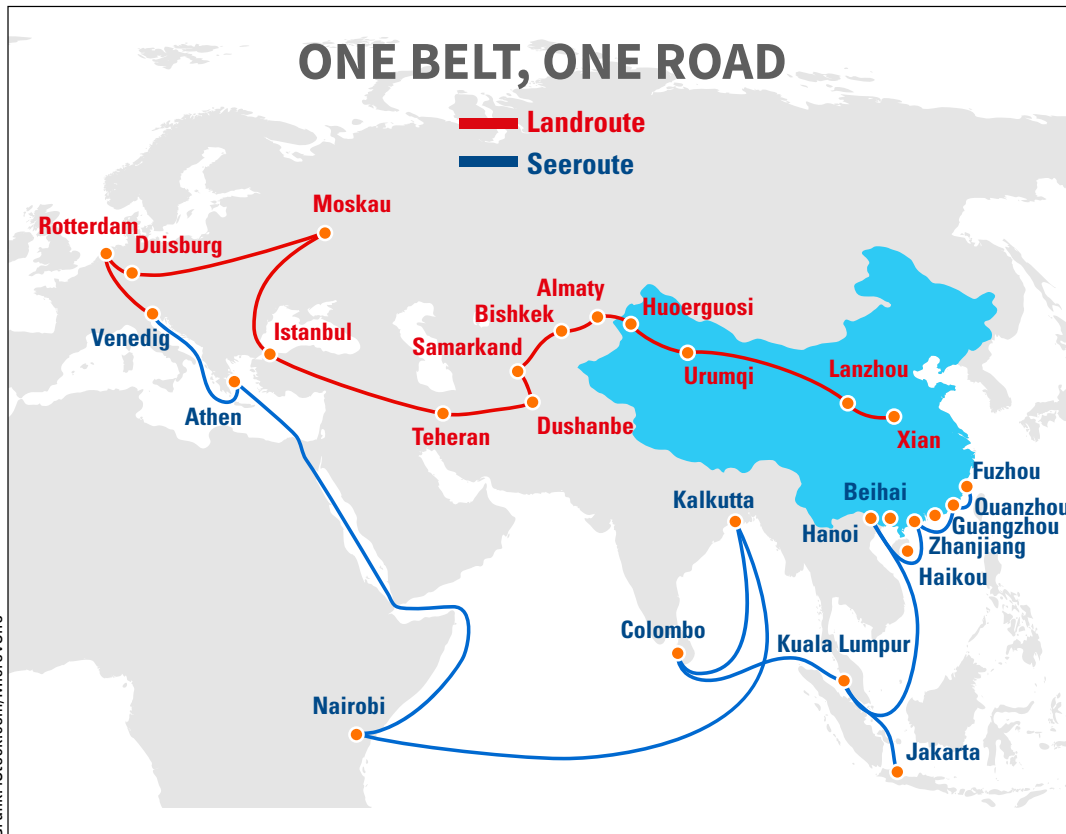 ONE BELT, ONE ROAD
Landroute
Seeroute
Moskau
Rotterdam
Duisburg
Almaty
Huoerguosi
Bishkek
Venedig
Istanbul
Samarkand
Urumqi
Lanzhou
Athen
Teheran
Dushanbe
Xian
Fuzhou
Kalkutta
Beihai
Quanzhou
Hanoi
Guangzhou
Zhanjiang
Haikou
Colombo
Kuala Lumpur
Nairobi
Jakarta